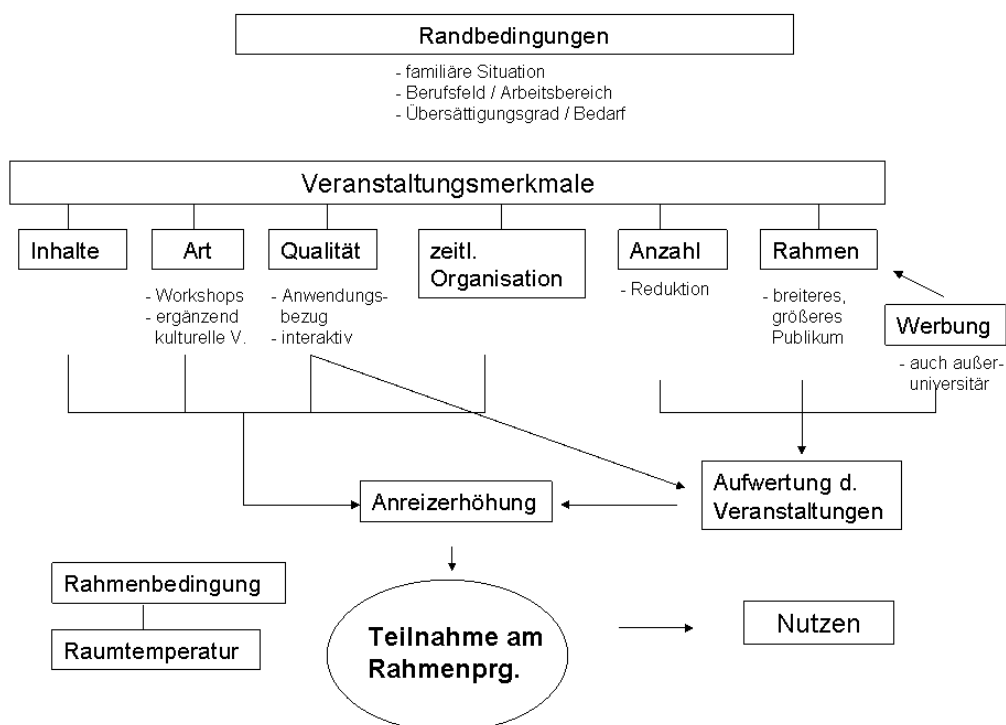 Randbedingungen
- familiäre Situation
- Berufsfeld / Arbeitsbereich
- Übersättigungsgrad / Bedarf
Veranstaltungsmerkmale
Inhalte
Art
- Workshops
- ergänzend
kulturelle V.
Qualität
- Anwendungs-
bezug
- interaktiv
zeitl.
Organisation
Anzahl
- Reduktion
Rahmen
- breiteres,
größeres
Publikum
Werbung
- auch außer-
universitär
Anreizerhöhung
Aufwertung d.
Veranstaltungen
Rahmenbedingung
Raumtemperatur
Teilnahme am
Rahmenprg.
Nutzen